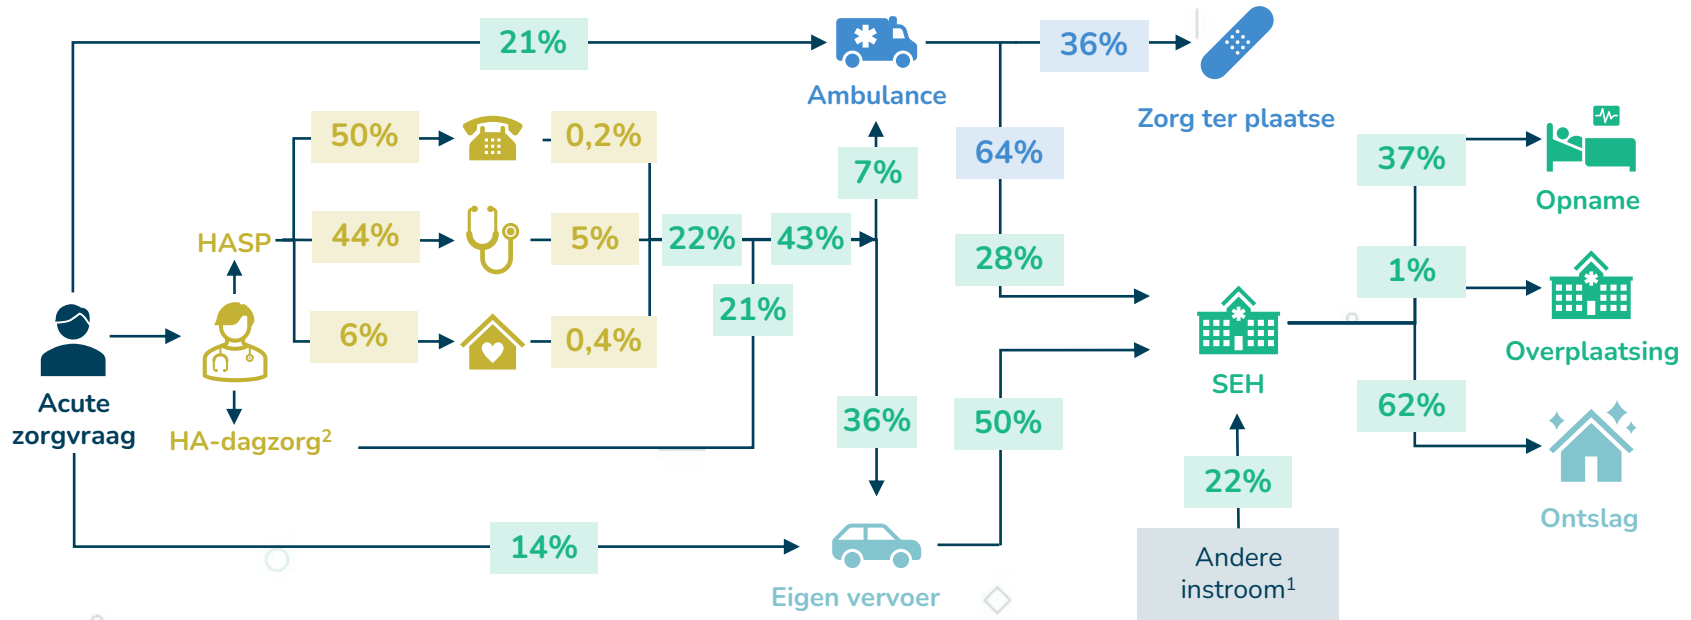 21%
36%
Ambulance
Zorg ter plaatse
50%
0,2%
64%
7%
37%
Opname
HASP
44%
5%
22%
43%
28%
1%
21%
6%
0,4%
Overplaatsing
SEH
Acute
zorgvraag
HA-dagzorg²
36%
50%
62%
22%
14%
Ontslag
Eigen vervoer
Andere
instroom¹